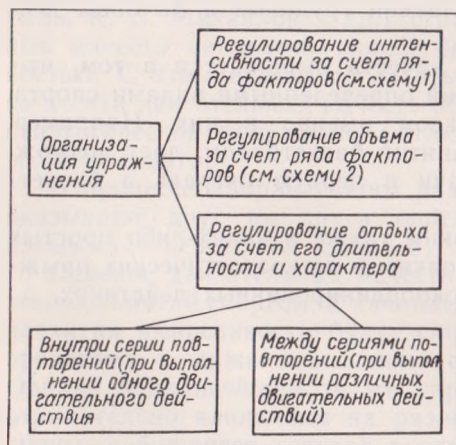 Регулирование интен-
сивности за счет ря-
да факторов (см. схему 1)
Организа-
ция упраж-
нения
Регулирование объема
за счет ряда факто-
ров (см. схему 2)
Регулирование отдыха
за счет его длитель-
ности и характера
Внутри серии пов-
торений (при выпол-
нении одного дви-
гательного дей-
ствия
Между сериями по-
вторений (при выпол
нении различных
двигательных дей-
ствий)